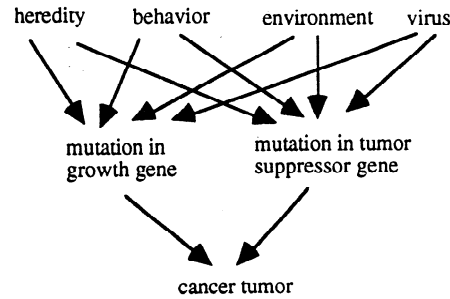 heredity behavior environment virus
mutation in
growth gene
mutation in tumor
suppressor gene
cancer tumor